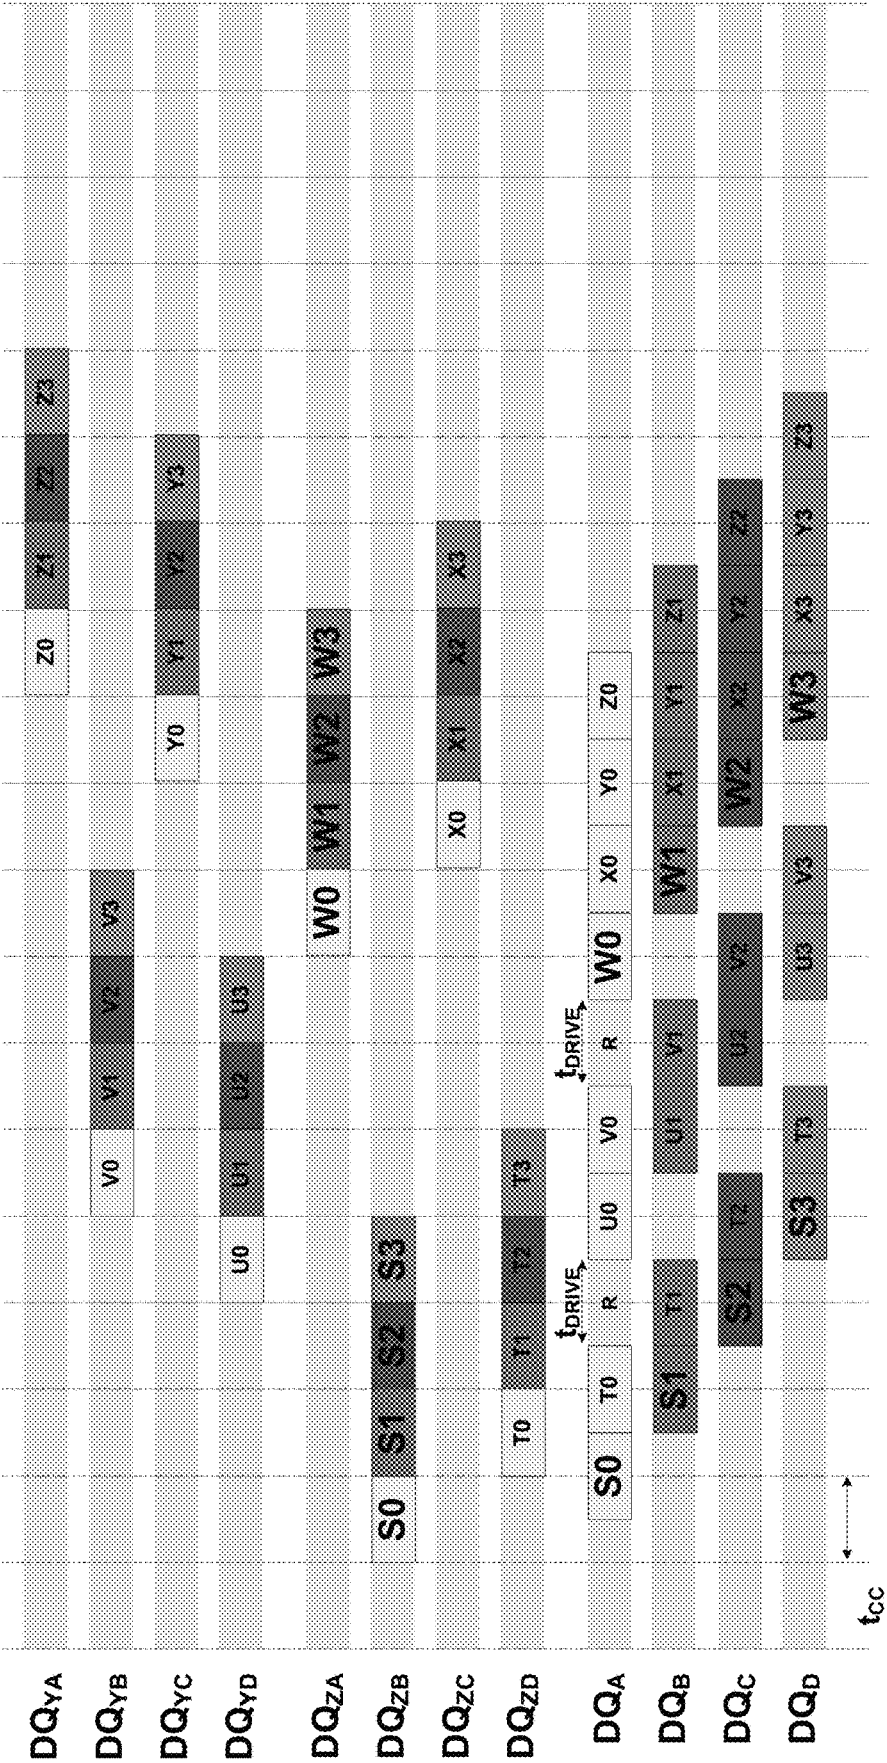 DQYA Z0 Z1 Z2 Z3
DQYB V0 V1 V2 V3
DQYC Y0 Y1 Y2 Y3
DQYD U0 U1 U2 U3
DQZA W0 W1 W2 W3
DQZB S0 S1 S2 S3
DQZC X0 X1 X2 X3
DQZD T0 T1 T2 T3
tDRIVE tDRIVE
DQA S0 T0 R U0 V0 R W0 X0 Y0 Z0
DQB S1 T1 U1 V1 W1 X1 Y1 Z1
DQC S2 T2 U2 V2 W2 X2 Y2 Z2
DQD S3 T3 U3 V3 W3 X3 Y3 Z3
tCC